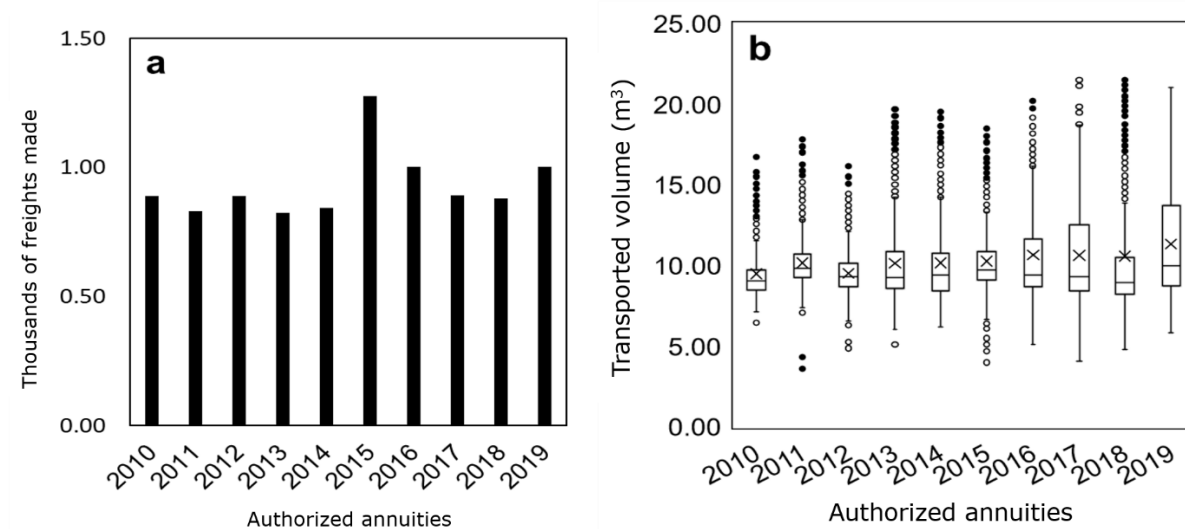 a
Thousands of freights made
1.50
1.00
0.50
0.00
2010 2011 2012 2013 2014 2015 2016 2017 2018 2019
Authorized annuities
b
Transported volume (m³)
25.00
20.00
15.00
10.00
5.00
0.00
2010 2011 2012 2013 2014 2015 2016 2017 2018 2019
Authorized annuities